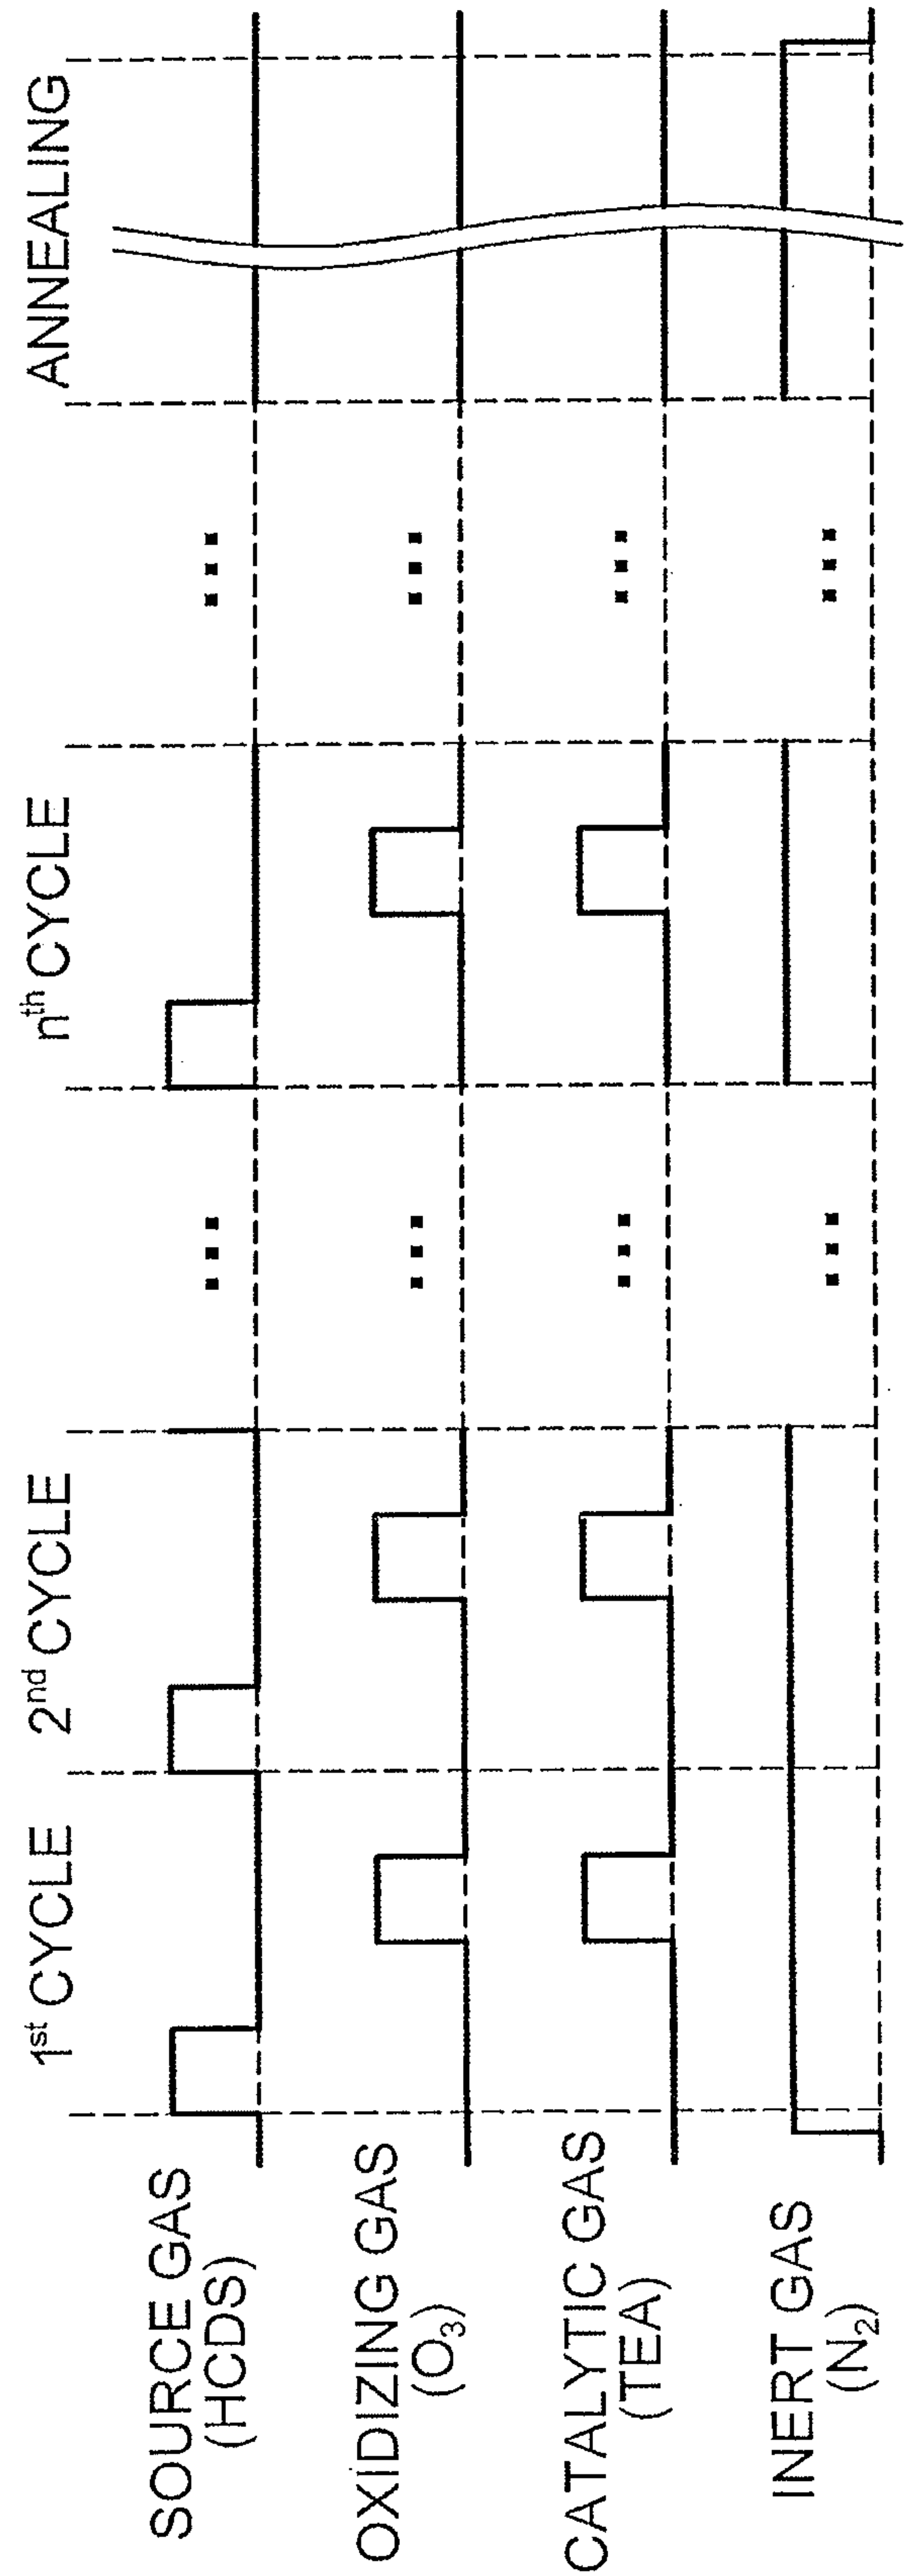 1st CYCLE 2nd CYCLE nth CYCLE ANNEALING
SOURCE GAS
(HCDS)
OXIDIZING GAS
(O3)
CATALYTIC GAS
(TEA)
INERT GAS
(N2)